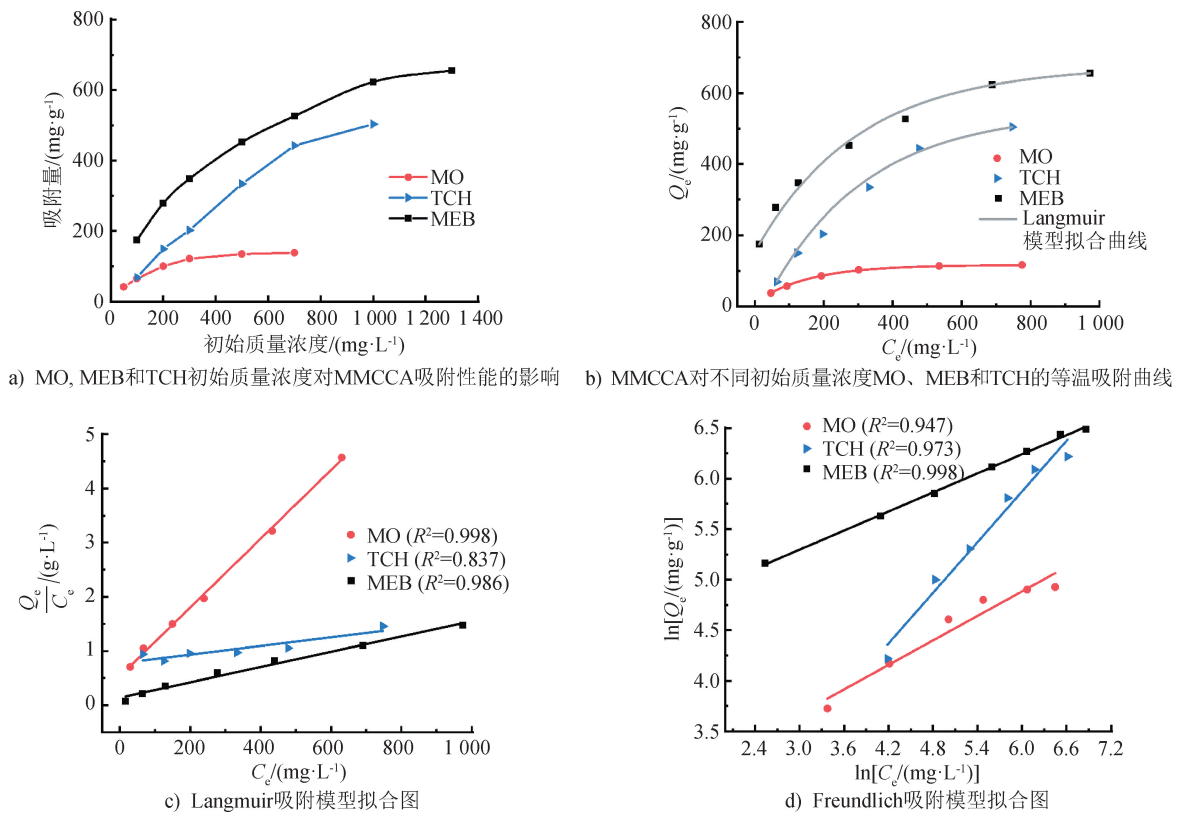 800
600
400
200
0
吸附量/(mg·g⁻¹)
MO
TCH
MEB
0 200 400 600 800 1 000 1 200 1 400
初始质量浓度/(mg·L⁻¹)
a) MO, MEB和TCH初始质量浓度对MMCCA吸附性能的影响
800
600
400
200
0
Qe/(mg·g⁻¹)
MO
TCH
MEB
Langmuir
模型拟合曲线
0 200 400 600 800 1 000
Ce/(mg·L⁻¹)
b) MMCCA对不同初始质量浓度MO、MEB和TCH的等温吸附曲线
5
4
3
2
1
0
Qe/Ce/(g·L⁻¹)
MO (R²=0.998)
TCH (R²=0.837)
MEB (R²=0.986)
0 200 400 600 800 1 000
Ce/(mg·L⁻¹)
c) Langmuir吸附模型拟合图
6.5
6.0
5.5
5.0
4.0
3.5
ln[Qe/(mg·g⁻¹)]
MO (R²=0.947)
TCH (R²=0.973)
MEB (R²=0.998)
2.4 3.0 3.6 4.2 4.8 5.4 6.0 6.6 7.2
ln[Ce/(mg·L⁻¹)]
d) Freundlich吸附模型拟合图